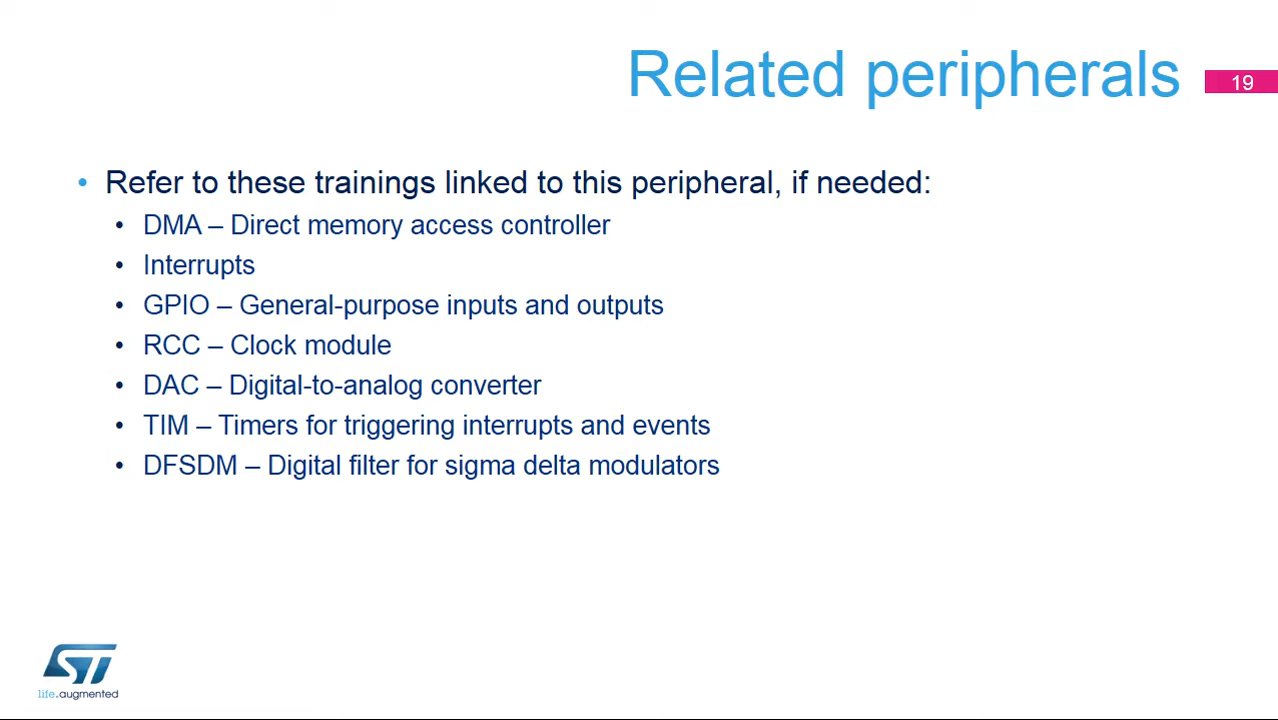 Related peripherals
19
• Refer to these trainings linked to this peripheral, if needed:
• DMA – Direct memory access controller
• Interrupts
• GPIO – General-purpose inputs and outputs
• RCC – Clock module
• DAC – Digital-to-analog converter
• TIM – Timers for triggering interrupts and events
• DFSDM – Digital filter for sigma delta modulators
ST
life.augmented